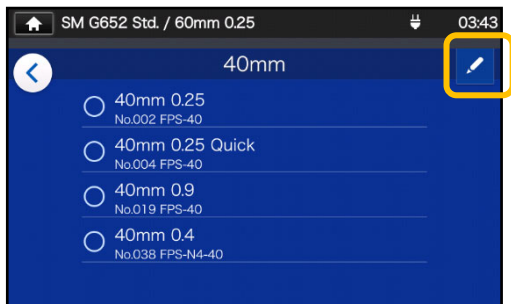 SM G652 Std. / 60mm 0.25 03:43
40mm
40mm 0.25
No.002 FPS-40
40mm 0.25 Quick
No.004 FPS-40
40mm 0.9
No.019 FPS-40
40mm 0.4
No.038 FPS-N4-40